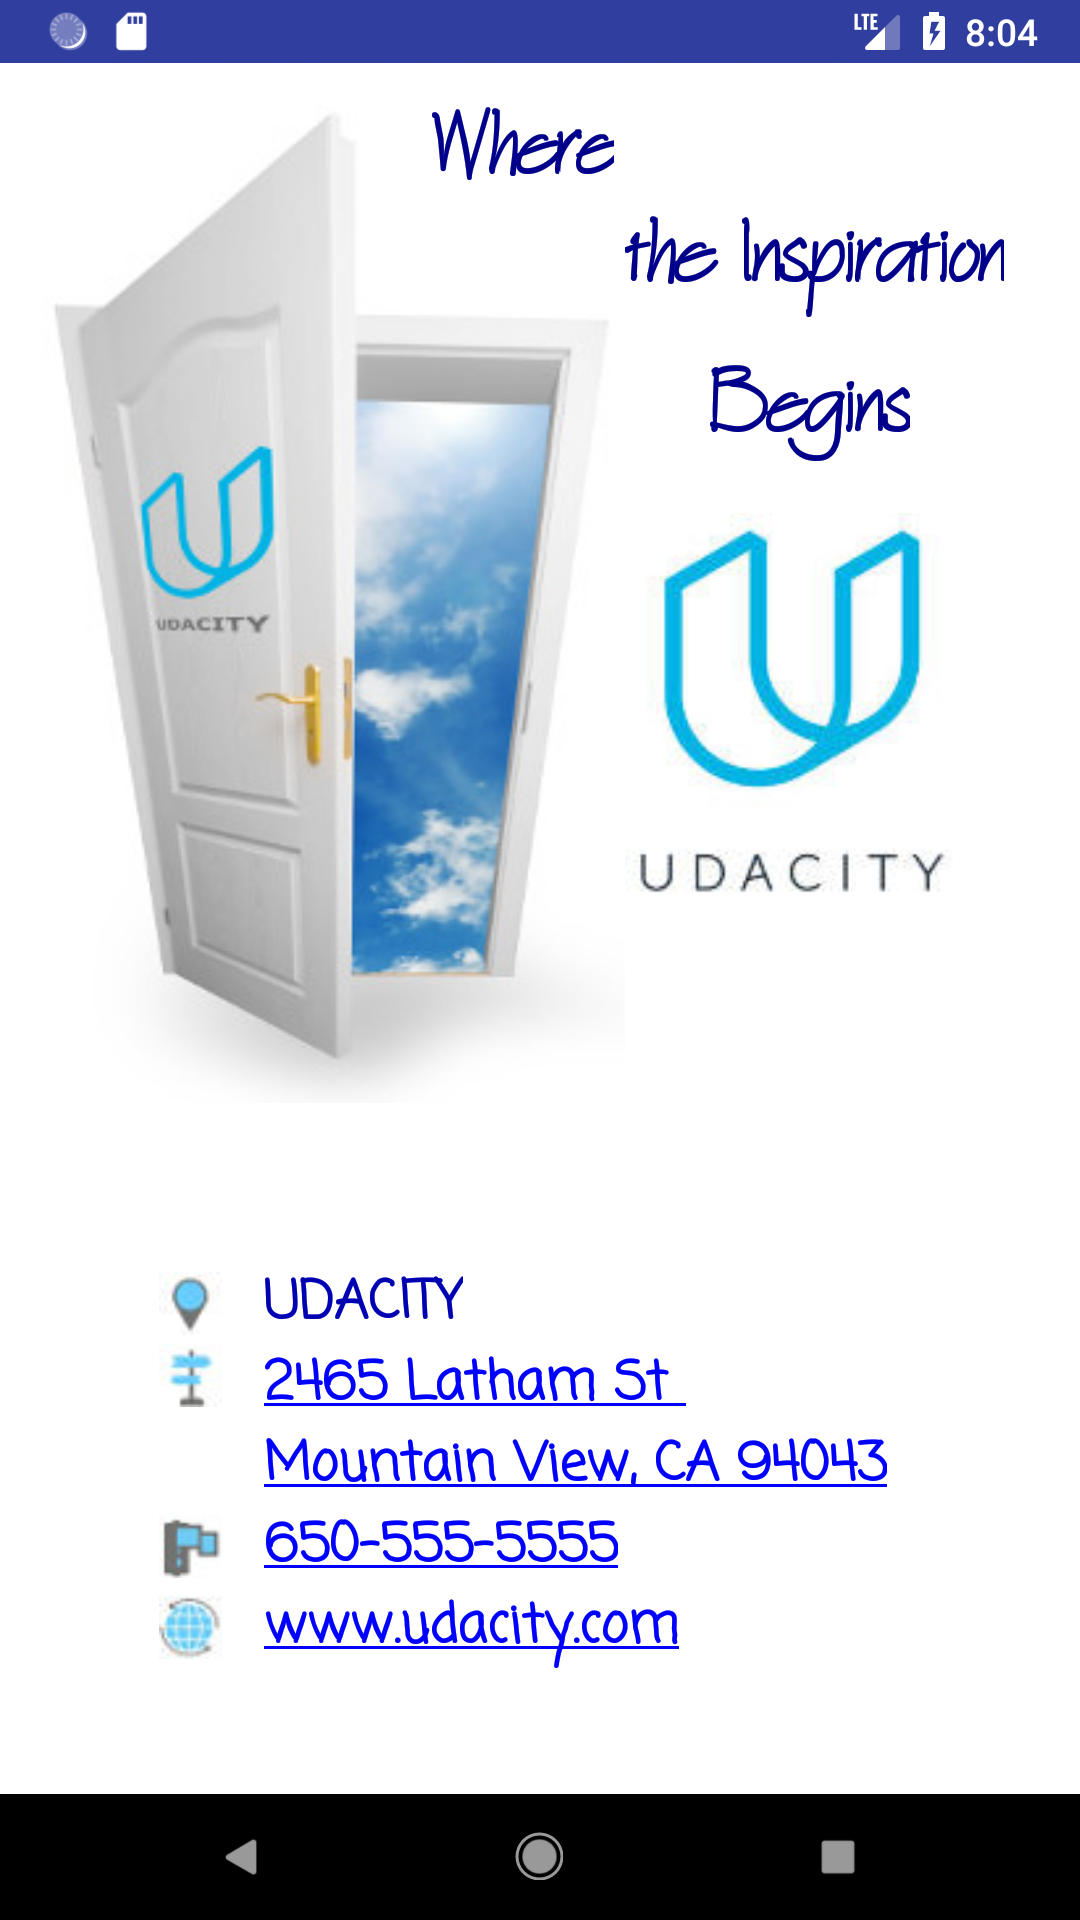 LTE 8:04
Where
the Inspiration
Begins
UDACITY
UDACITY
UDACITY
2465 Latham St
Mountain View, CA 94043
650-555-5555
www.udacity.com